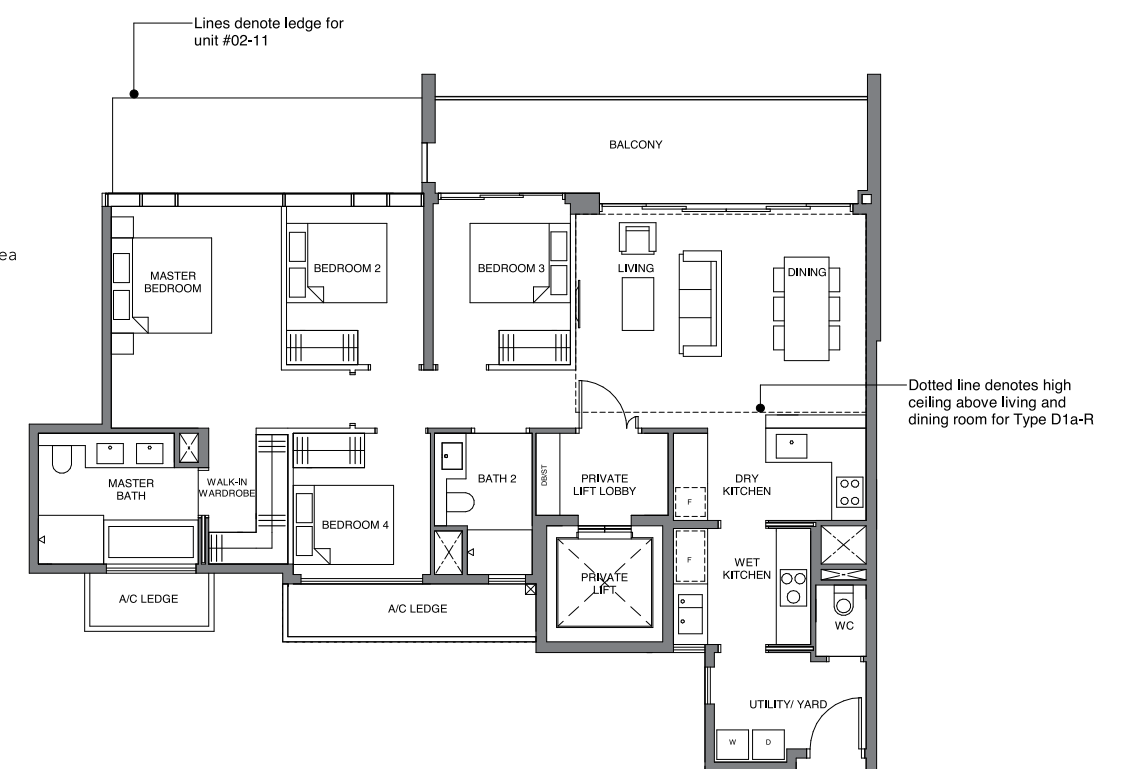 Lines denote ledge for
unit #02-11
BALCONY
ea
MASTER
BEDROOM
BEDROOM 2
BEDROOM 3
LIVING
DINING
Dotted line denotes high
ceiling above living and
dining room for Type D1a-R
MASTER
BATH
WALK-IN
WARDROBE
BEDROOM 4
BATH 2
DB/ST
PRIVATE
LIFT LOBBY
F
DRY
KITCHEN
F
WET
KITCHEN
PRIVATE
LIFT
A/C LEDGE
A/C LEDGE
WC
UTILITY/ YARD
W
D